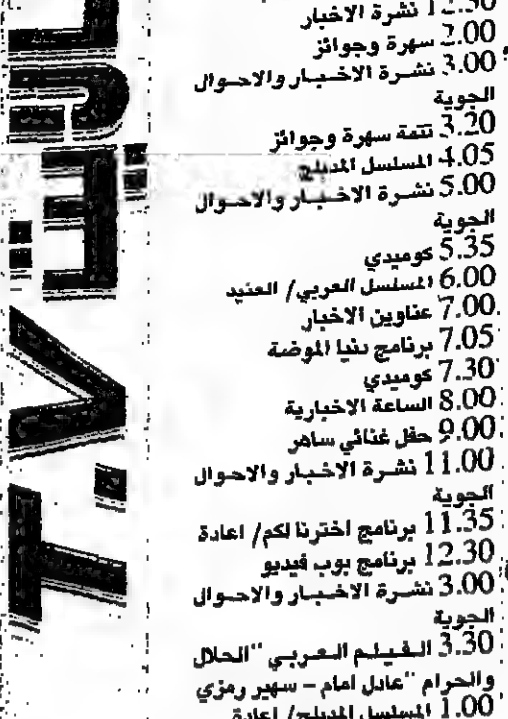 12.30 نشرة الاخبار
2.00 سهرة وجوائز
3.00 نشرة الاخبار والاحوال
الجوية
3.20 تتمة سهرة وجوائز
4.05 المسلسل المدبلج
5.00 نشرة الاخبار والاحوال
الجوية
5.35 كوميدي
6.00 المسلسل العربي/ العنيد
7.00 عناوين الاخبار
7.05 برنامج دنيا الموضة
7.30 كوميدي
8.00 الساعة الاخبارية
9.00 حفل غنائي ساهر
11.00 نشرة الاخبار والاحوال
الجوية
11.35 برنامج اخترنا لكم/ اعادة
12.30 برنامج بوب فيديو
3.00 نشرة الاخبار والاحوال
الجوية
3.30 الفيلم العربي "الحلال
والحرام "عادل امام - سهير رمزي
1.00 المسلسل المدبلج/ اعادة